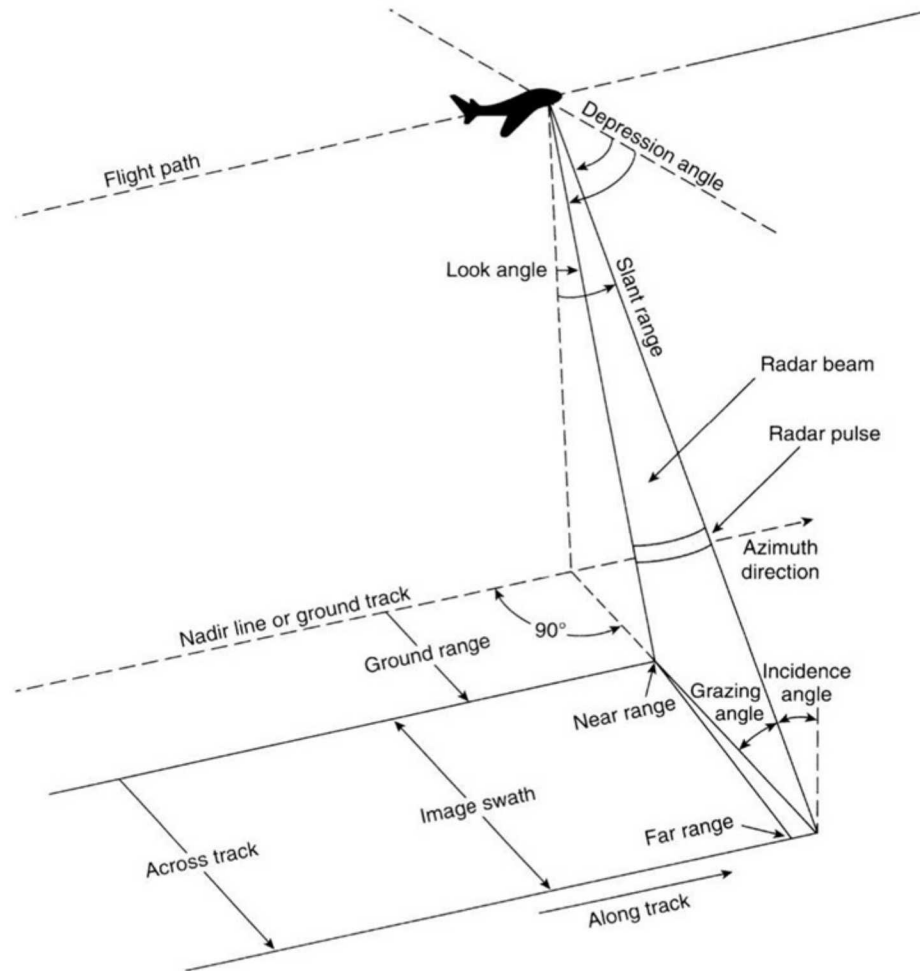 Flight path
Depression angle
Look angle
Slant range
Radar beam
Radar pulse
Azimuth
direction
Nadir line or ground track
90°
Ground range
Incidence
angle
Grazing
angle
Near range
Image swath
Far range
Across track
Along track